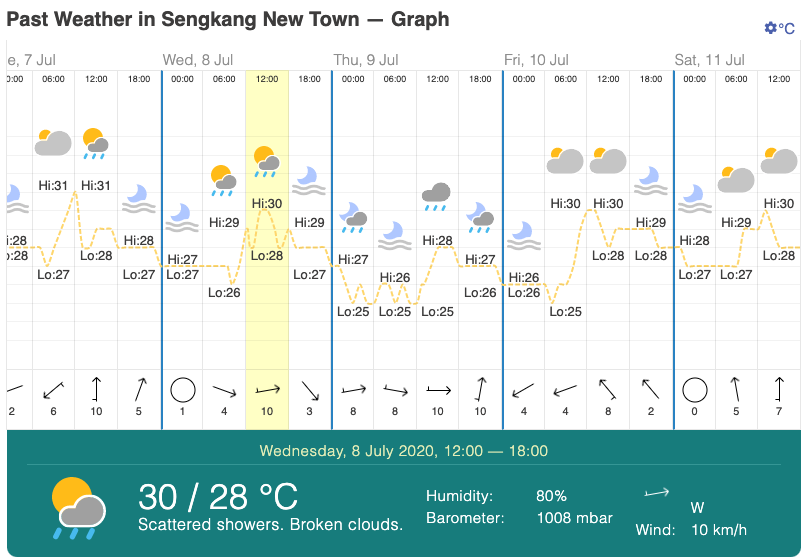 Past Weather in Sengkang New Town — Graph
°C
e, 7 Jul Wed, 8 Jul Thu, 9 Jul Fri, 10 Jul Sat, 11 Jul
0:00 06:00 12:00 18:00 00:00 06:00 12:00 18:00 00:00 06:00 12:00 18:00 00:00 06:00 12:00 18:00 00:00 06:00 12:00
i:28 Hi:31 Hi:31 Hi:28 Hi:27 Hi:29 Hi:30 Hi:29 Hi:27 Hi:26 Hi:28 Hi:27 Hi:26 Hi:30 Hi:30 Hi:29 Hi:28 Hi:29 Hi:30
o:28 Lo:27 Lo:28 Lo:27 Lo:27 Lo:26 Lo:28 Lo:27 Lo:25 Lo:25 Lo:25 Lo:26 Lo:26 Lo:25 Lo:28 Lo:28 Lo:27 Lo:27 Lo:28
2 6 10 5 1 4 10 3 8 8 10 10 4 4 8 2 0 5 7
Wednesday, 8 July 2020, 12:00 — 18:00
30 / 28 °C
Scattered showers. Broken clouds.
Humidity: 80%
Barometer: 1008 mbar
W
Wind: 10 km/h